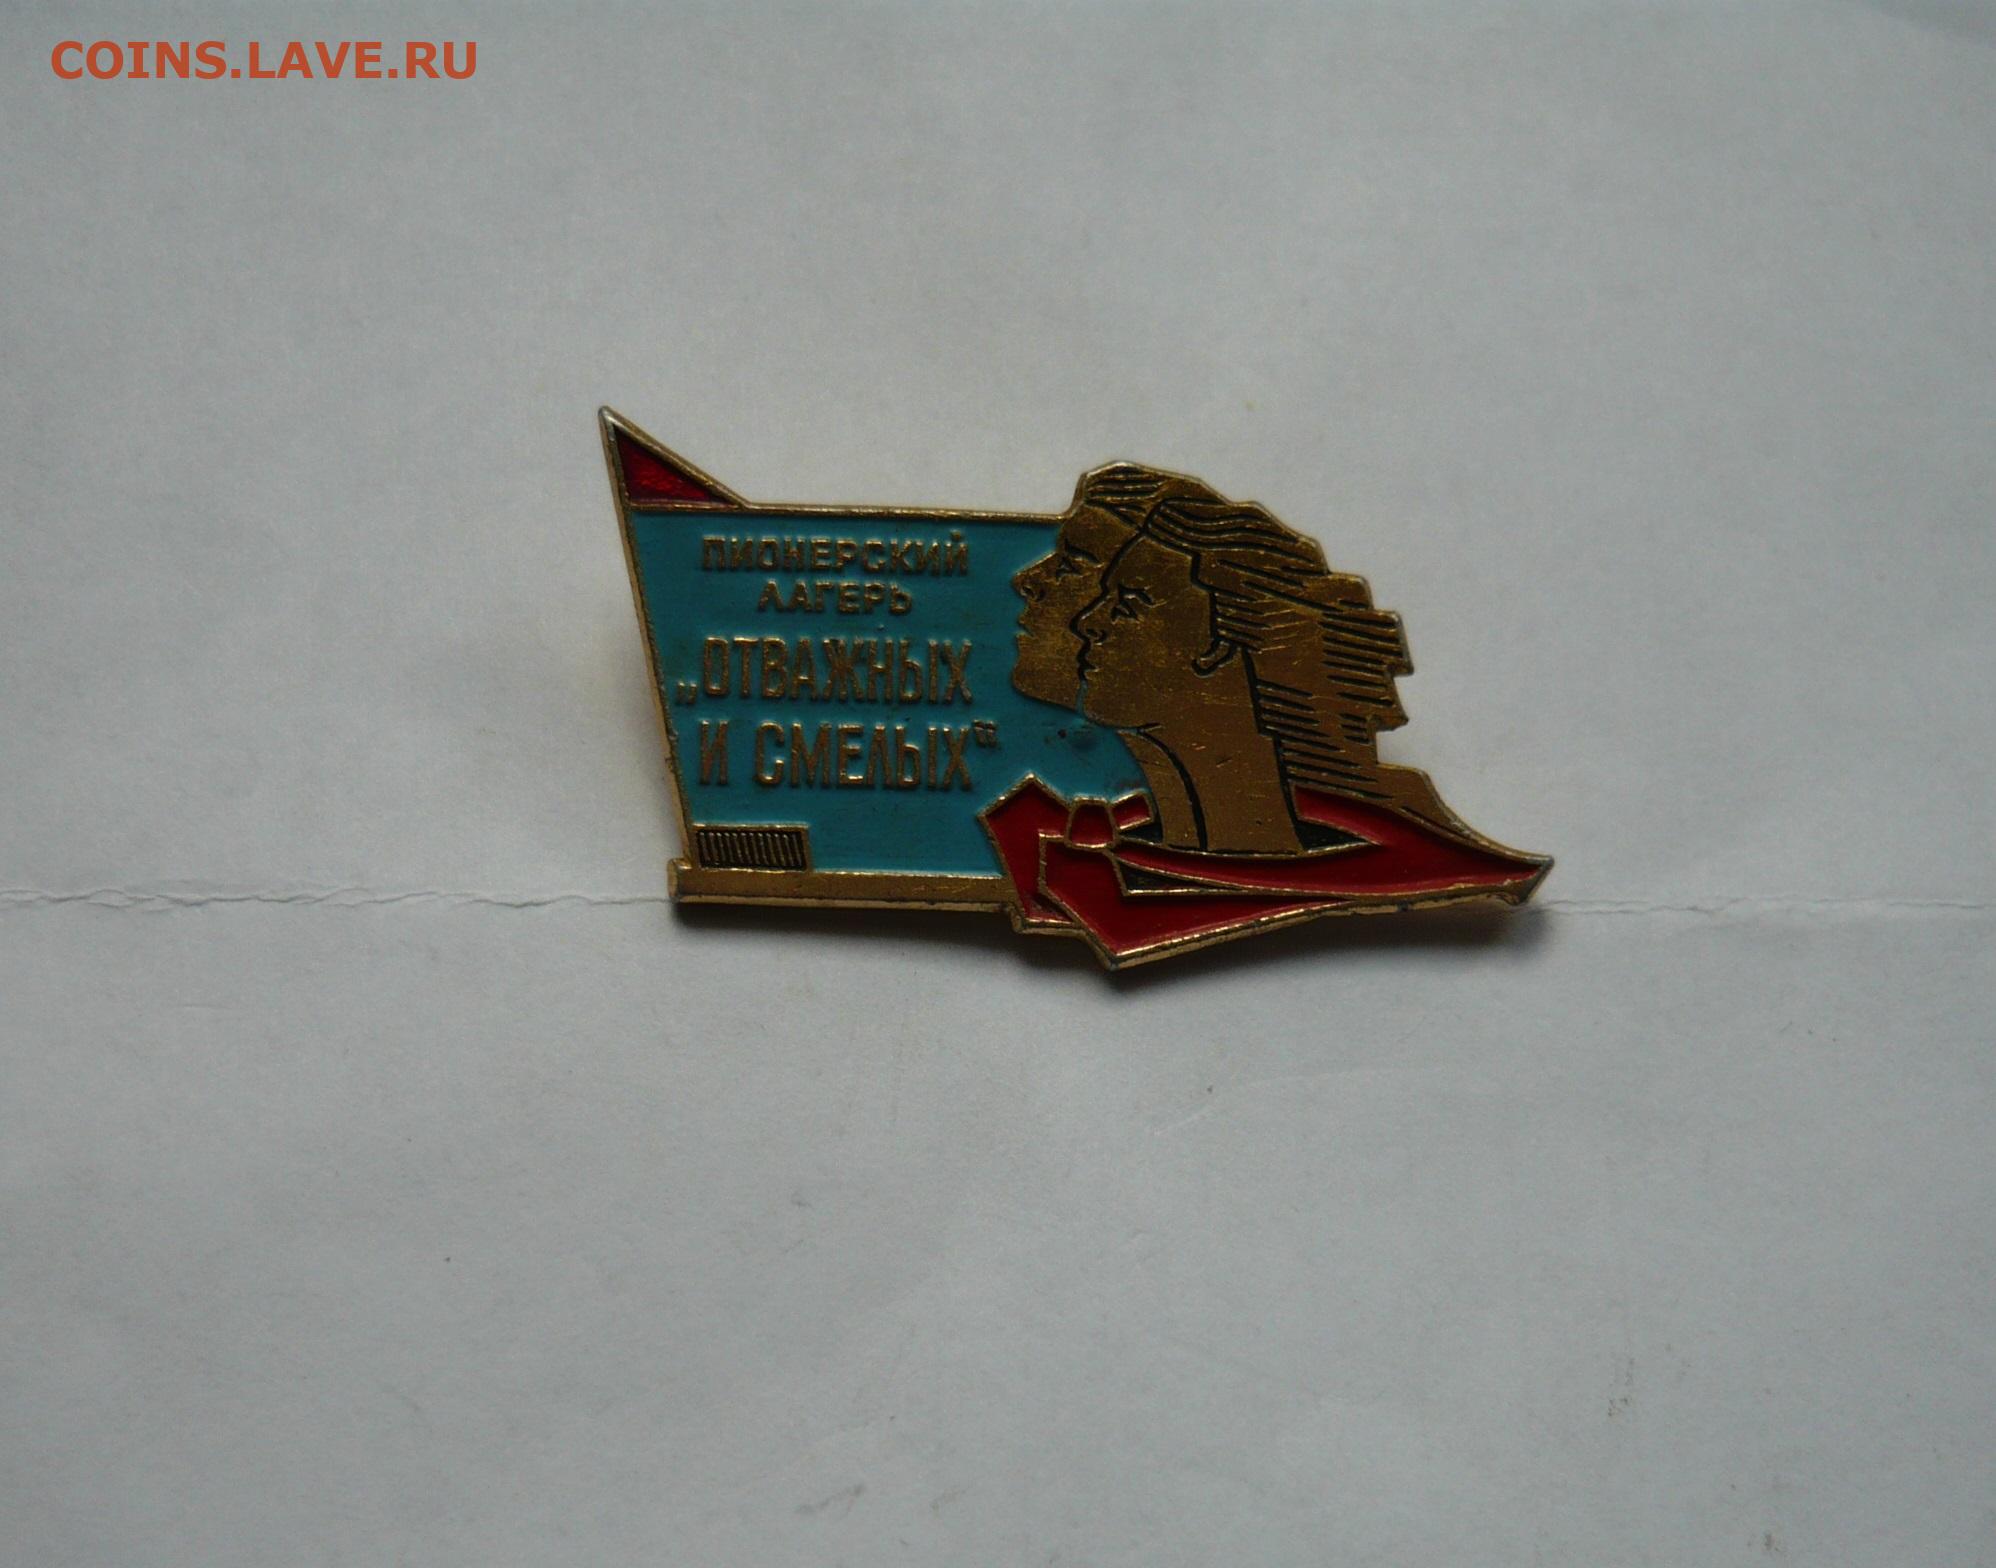 COINS.LAVE.RU
ПИОНЕРСКИЙ
ЛАГЕРЬ
„ОТВАЖНЫХ
И СМЕЛЫХ“